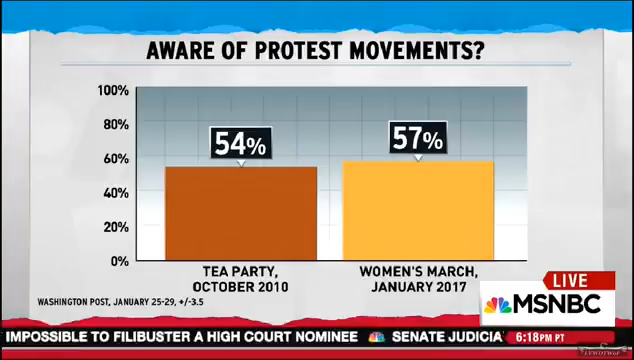 AWARE OF PROTEST MOVEMENTS?
100%
80%
60%
40%
20%
0%
54%
57%
TEA PARTY,
OCTOBER 2010
WOMEN'S MARCH,
JANUARY 2017
WASHINGTON POST, JANUARY 25-29, +/-3.5
LIVE
MSNBC
IMPOSSIBLE TO FILIBUSTER A HIGH COURT NOMINEE SENATE JUDICIA
6:18PM PT